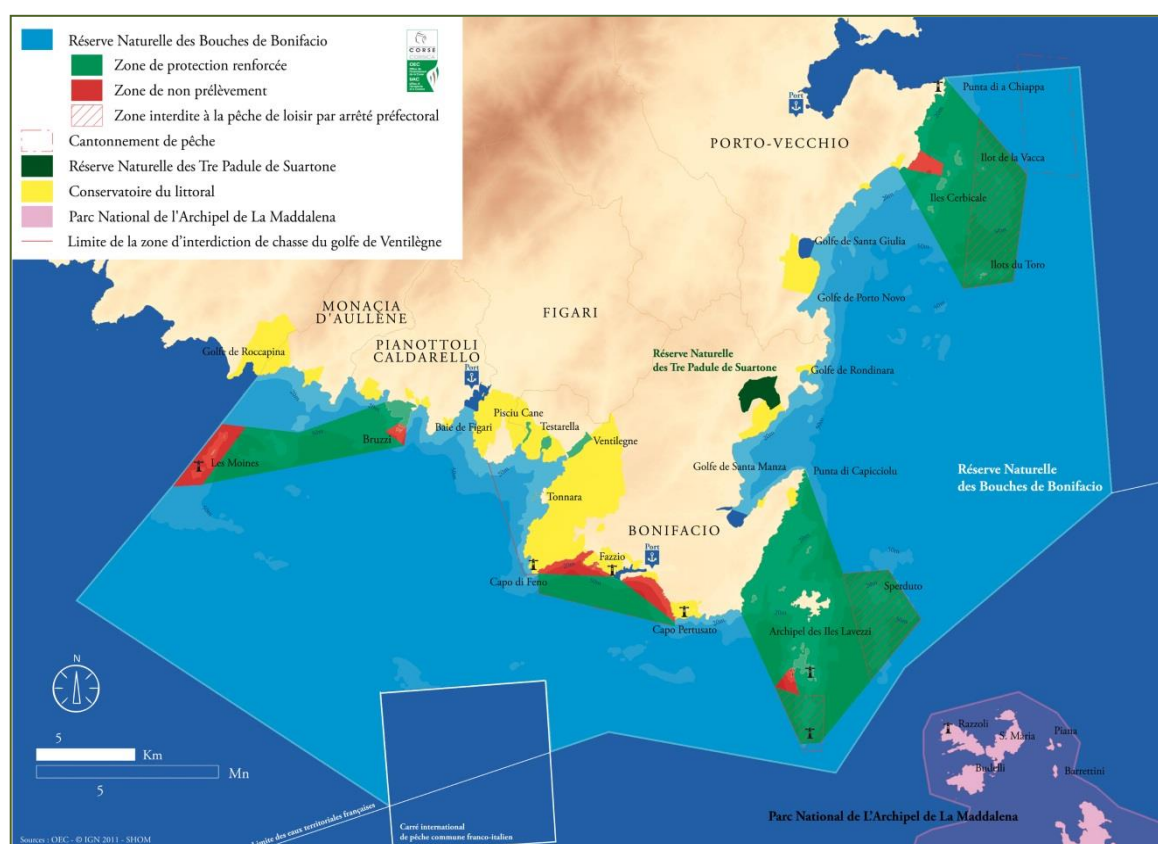 Réserve Naturelle des Bouches de Bonifacio
Zone de protection renforcée
Zone de non prélèvement
Zone interdite à la pêche de loisir par arrêté préfectoral
Cantonnement de pêche
Réserve Naturelle des Tre Padule de Suartone
Conservatoire du littoral
Parc National de l'Archipel de La Maddalena
Limite de la zone d'interdiction de chasse du golfe de Ventilègne
CORSE
OEC
Port
Punta di a Chiappa
PORTO-VECCHIO
Ilot de la Vacca
Iles Cerbicale
Golfe de Santa Giulia
Ilots du Toro
Golfe de Porto Novo
MONACIA
D'AULLÈNE
FIGARI
PIANOTTOLI
CALDARELLO
Port
Golfe de Roccapina
Réserve Naturelle
des Tre Padule de Suartone
Golfe de Rondinara
Pisciu Cane
Baie de Figari
Testarella
Bruzzi
Ventilegne
Les Moines
Golfe de Santa Manza
Punta di Capicciolu
Réserve Naturelle
des Bouches de Bonifacio
Tonnara
BONIFACIO
Port
Fazzio
Capo di Feno
Sperduto
Capo Pertusato
Archipel des Iles Lavezzi
N
5
Km
Mn
5
Razzoli
S. Maria
Piana
Budelli
Barrettini
Parc National de L'Archipel de La Maddalena
Limite des eaux territoriales françaises
Carré international
de pêche commune franco-italien
Sources : OEC - © IGN 2011 - SHOM